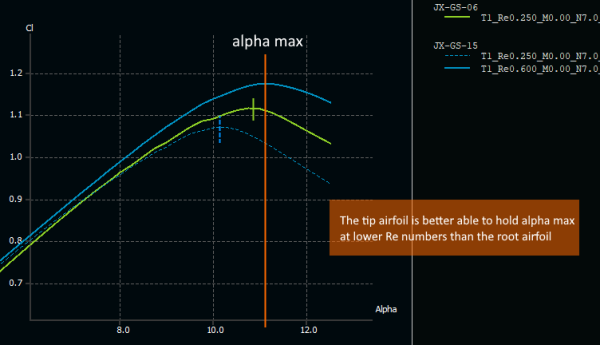 Cl
alpha max
1.2
1.1
1.0
0.9
0.8
0.7
8.0
10.0
12.0
Alpha
JX-GS-06
T1_Re0.250_M0.00_N7.0
JX-GS-15
T1_Re0.250_M0.00_N7.0
T1_Re0.600_M0.00_N7.0
The tip airfoil is better able to hold alpha max
at lower Re numbers than the root airfoil